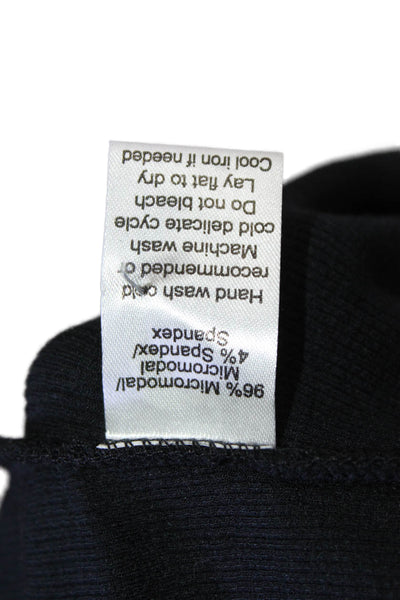 96% Micromodal/
Micromodal
4% Spandex/
Spandex
Hand wash cold
recommended or
Machine wash
cold delicate cycle
Do not bleach
Lay flat to dry
Cool iron if needed